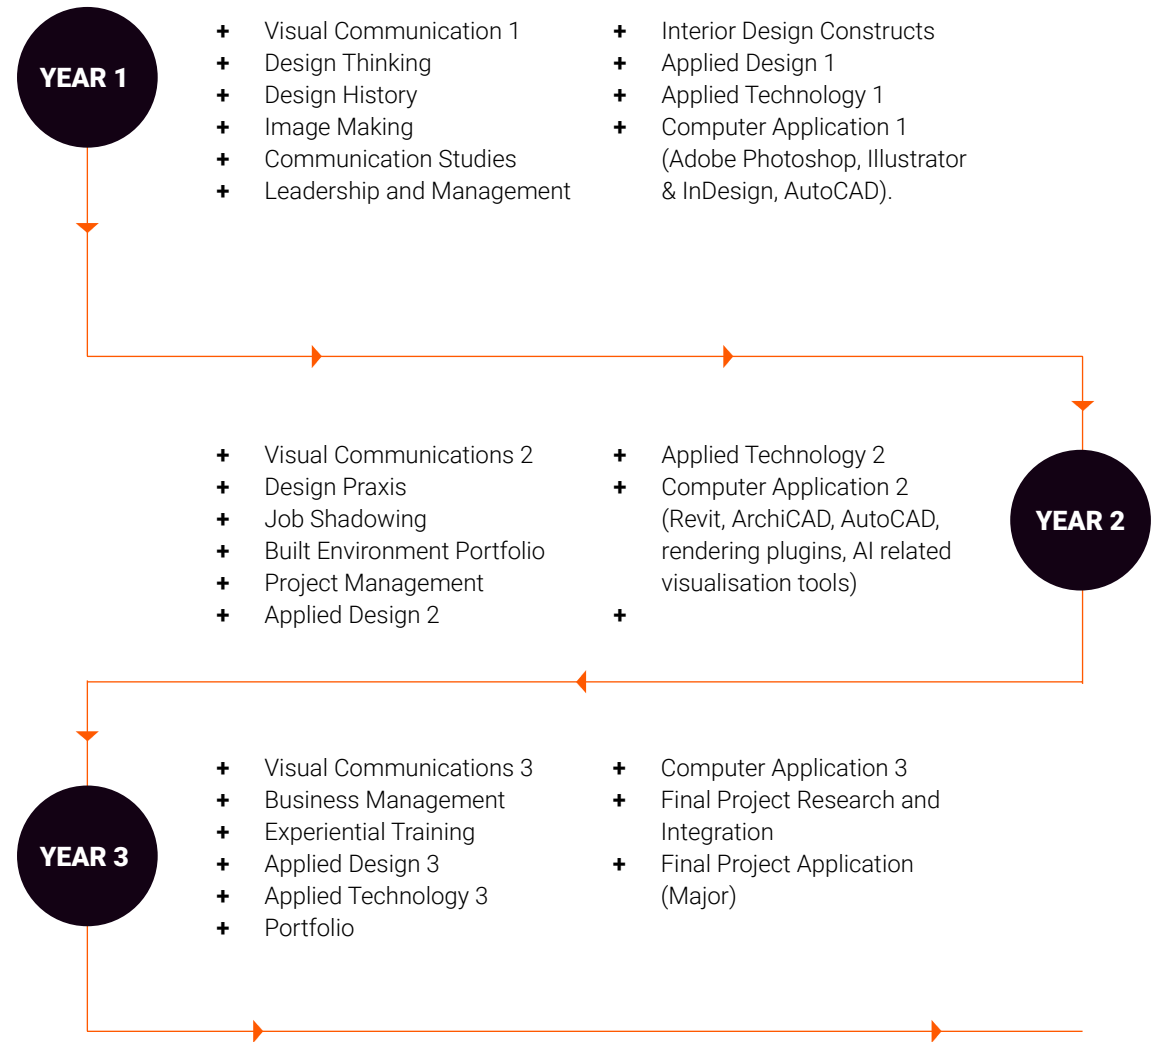 YEAR 1
+ Visual Communication 1
+ Design Thinking
+ Design History
+ Image Making
+ Communication Studies
+ Leadership and Management
+ Interior Design Constructs
+ Applied Design 1
+ Applied Technology 1
+ Computer Application 1
(Adobe Photoshop, Illustrator
& InDesign, AutoCAD).
+ Visual Communications 2
+ Design Praxis
+ Job Shadowing
+ Built Environment Portfolio
+ Project Management
+ Applied Design 2
+ Applied Technology 2
+ Computer Application 2
(Revit, ArchiCAD, AutoCAD,
rendering plugins, AI related
visualisation tools)
+
YEAR 2
YEAR 3
+ Visual Communications 3
+ Business Management
+ Experiential Training
+ Applied Design 3
+ Applied Technology 3
+ Portfolio
+ Computer Application 3
+ Final Project Research and
Integration
+ Final Project Application
(Major)